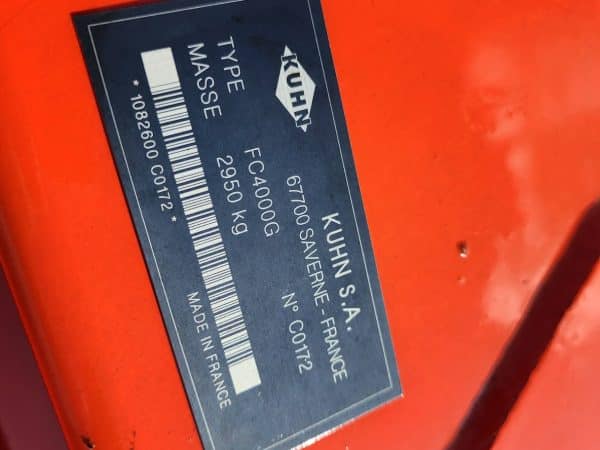 KUHN
KUHN S.A.
67700 SAVERNE - FRANCE
TYPE FC4000G N° C0172
MASSE 2950 kg
* 1082600 C0172 *
MADE IN FRANCE